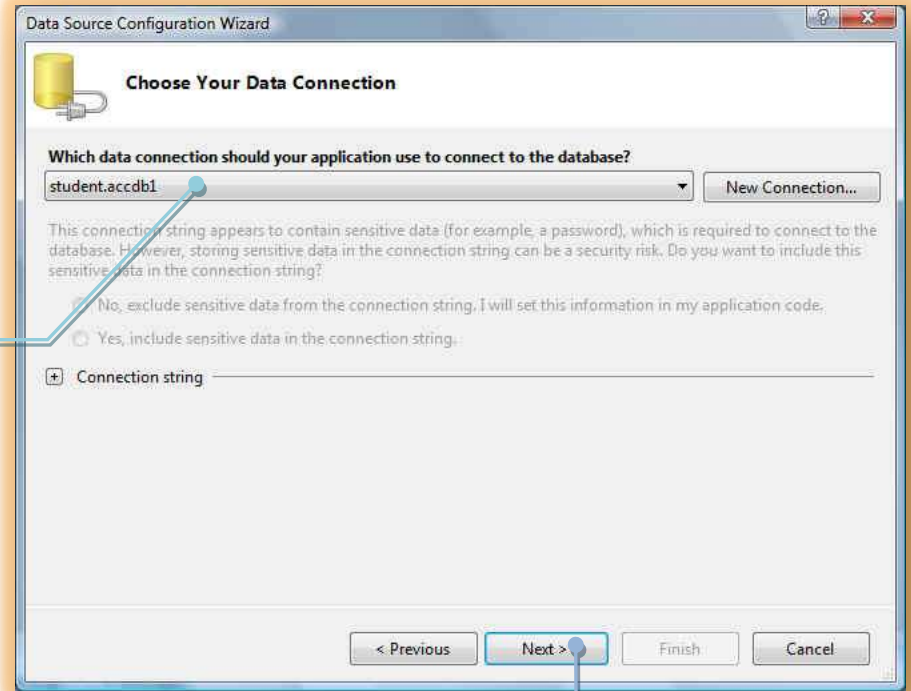 Data Source Configuration Wizard
Choose Your Data Connection
Which data connection should your application use to connect to the database?
student.accdb1
New Connection...
This connection string appears to contain sensitive data (for example, a password), which is required to connect to the
database. However, storing sensitive data in the connection string can be a security risk. Do you want to include this
sensitive data in the connection string?
No, exclude sensitive data from the connection string. I will set this information in my application code.
Yes, include sensitive data in the connection string.
+ Connection string
< Previous
Next >
Finish
Cancel